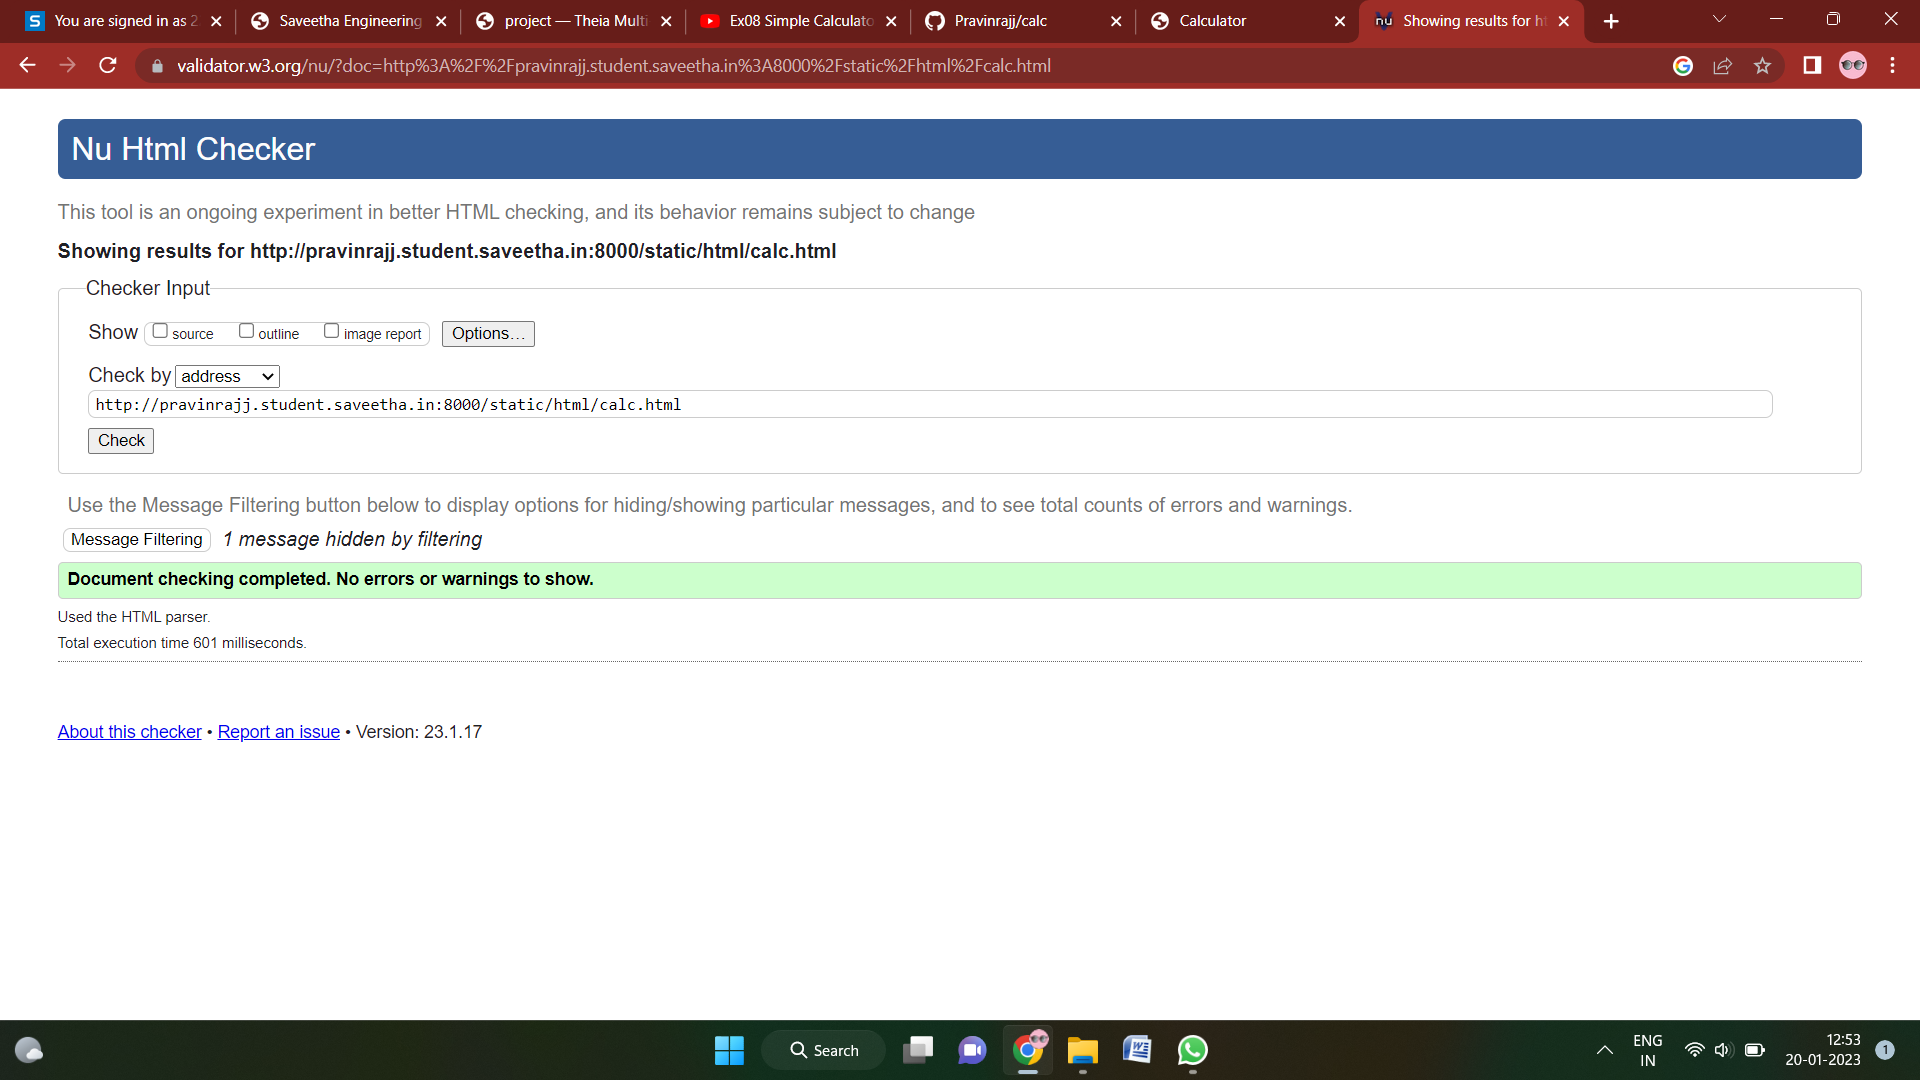 You are signed in as 2
Saveetha Engineering
project — Theia Multi
Ex08 Simple Calculato
Pravinrajj/calc
Calculator
nu Showing results for ht
validator.w3.org/nu/?doc=http%3A%2F%2Fpravinrajj.student.saveetha.in%3A8000%2Fstatic%2Fhtml%2Fcalc.html
Nu Html Checker
This tool is an ongoing experiment in better HTML checking, and its behavior remains subject to change
Showing results for http://pravinrajj.student.saveetha.in:8000/static/html/calc.html
Checker Input
Show source outline image report Options...
Check by address
http://pravinrajj.student.saveetha.in:8000/static/html/calc.html
Check
Use the Message Filtering button below to display options for hiding/showing particular messages, and to see total counts of errors and warnings.
Message Filtering 1 message hidden by filtering
Document checking completed. No errors or warnings to show.
Used the HTML parser.
Total execution time 601 milliseconds.
About this checker • Report an issue • Version: 23.1.17
Search
ENG
IN
12:53
20-01-2023
1